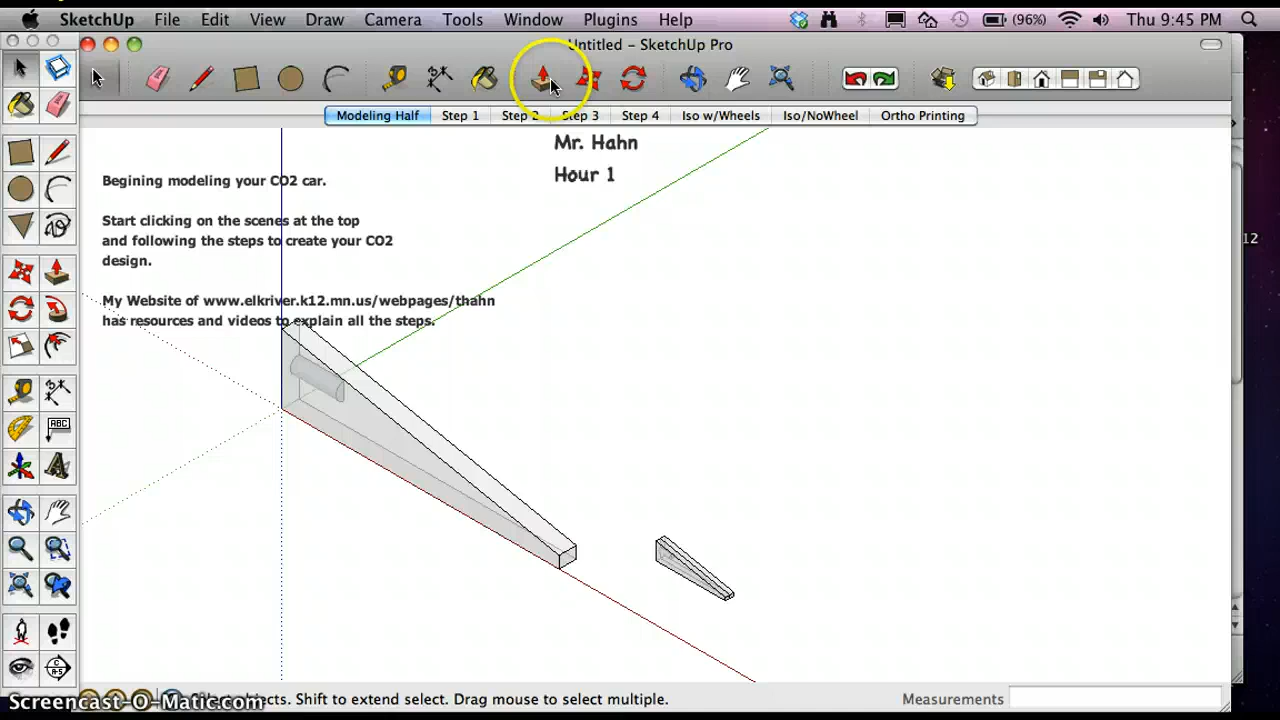 SketchUp File Edit View Draw Camera Tools Window Plugins Help (96%) Thu 9:45 PM
Untitled – SketchUp Pro
Modeling Half Step 1 Step 2 Step 3 Step 4 Iso w/Wheels Iso/NoWheel Ortho Printing
Mr. Hahn
Hour 1
Begining modeling your CO2 car.
Start clicking on the scenes at the top
and following the steps to create your CO2
design.
My Website of www.elkriver.k12.mn.us/webpages/thahn
has resources and videos to explain all the steps.
12
ABC
objects. Shift to extend select. Drag mouse to select multiple. Measurements
Screencast-O-Matic.com